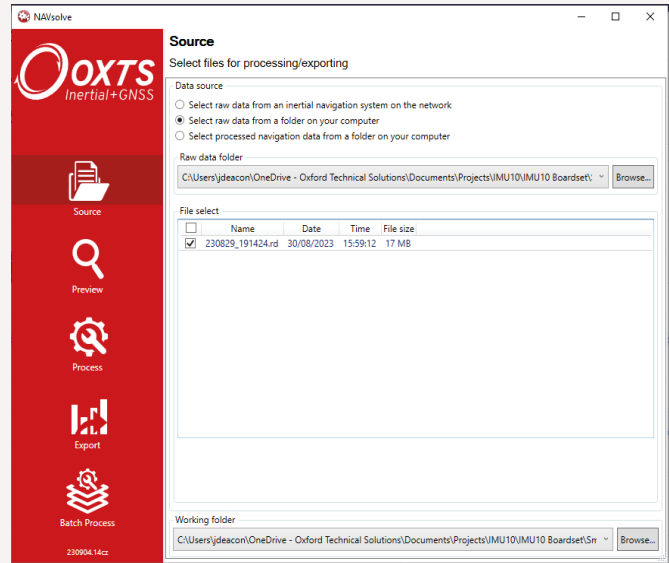 NAVsolve
OXTS
Inertial+GNSS
Source
Preview
Process
Export
Batch Process
230904.14cz
Source
Select files for processing/exporting
Data source
Select raw data from an inertial navigation system on the network
Select raw data from a folder on your computer
Select processed navigation data from a folder on your computer
Raw data folder
C:\Users\jdeacon\OneDrive - Oxford Technical Solutions\Documents\Projects\IMU10\IMU10 Boardset\
Browse...
File select
Name Date Time File size
230829_191424.rd 30/08/2023 15:59:12 17 MB
Working folder
C:\Users\jdeacon\OneDrive - Oxford Technical Solutions\Documents\Projects\IMU10\IMU10 Boardset\Sm
Browse...